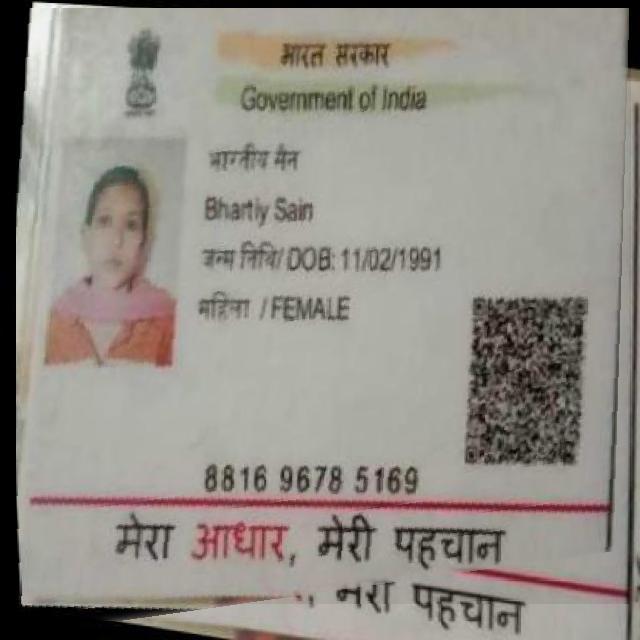 भारत सरकार
Government of India
भारतीय सैन
Bhartiy Sain
जन्म तिथि/ DOB: 11/02/1991
महिला / FEMALE
8816 9678 5169
मेरा आधार, मेरी पहचान
पहचान